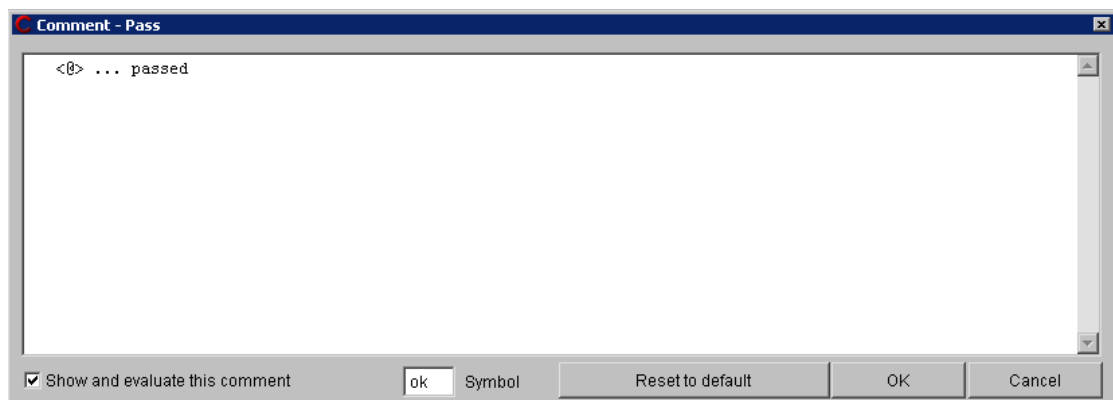 Comment - Pass
<@> ... passed
Show and evaluate this comment ok Symbol Reset to default OK Cancel